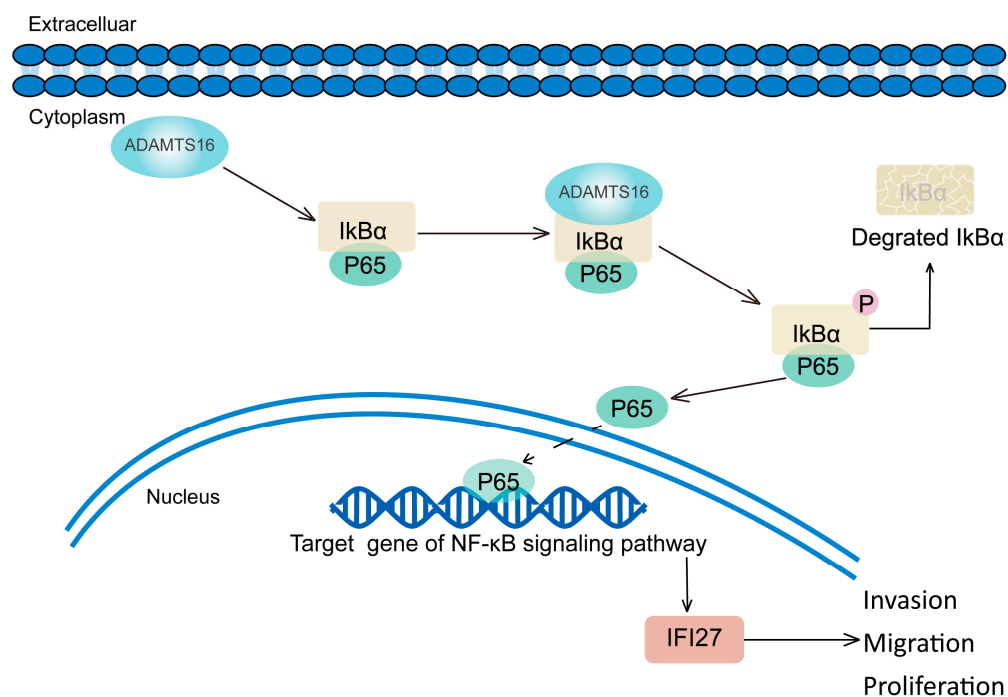 Extracelluar
Cytoplasm
ADAMTS16
IkBα
P65
ADAMTS16
IkBα
P65
IkBα
Degrated IkBα
P
IkBα
P65
P65
P65
Nucleus
Target gene of NF-κB signaling pathway
IFI27
Invasion
Migration
Proliferation